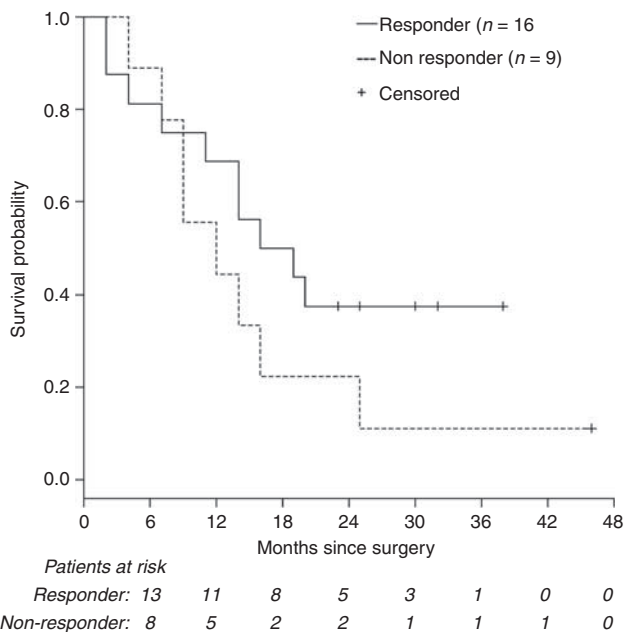 1.0
0.8
0.6
0.4
0.2
0.0
Survival probability
Responder (n = 16
Non responder (n = 9)
+ Censored
0 6 12 18 24 30 36 42 48
Months since surgery
Patients at risk
Responder: 13 11 8 5 3 1 0 0
Non-responder: 8 5 2 2 1 1 1 0